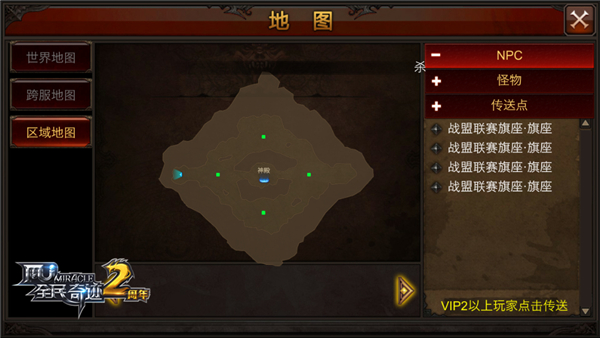 地 图
世界地图
跨服地图
区域地图
杀
神殿
NPC
怪物
传送点
战盟联赛旗座·旗座
战盟联赛旗座·旗座
战盟联赛旗座·旗座
战盟联赛旗座·旗座
VIP2以上玩家点击传送
MU
MIRACLE
全民奇迹
2
周年